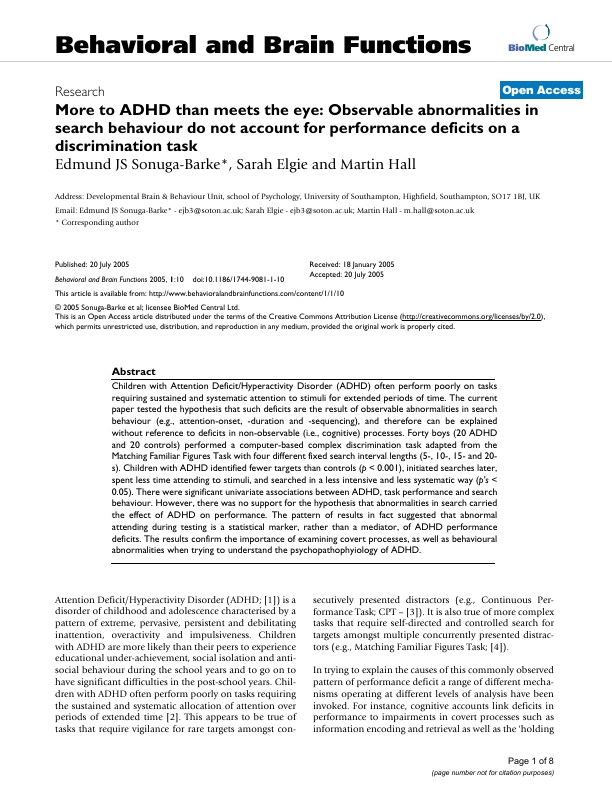 Behavioral and Brain Functions
BioMed Central
Research
Open Access
More to ADHD than meets the eye: Observable abnormalities in
search behaviour do not account for performance deficits on a
discrimination task
Edmund JS Sonuga-Barke*, Sarah Elgie and Martin Hall
Address: Developmental Brain & Behaviour Unit, school of Psychology, University of Southampton, Highfield, Southampton, SO17 1BJ, UK
Email: Edmund JS Sonuga-Barke* - ejb3@soton.ac.uk; Sarah Elgie - ejb3@soton.ac.uk; Martin Hall - m.hall@soton.ac.uk
* Corresponding author
Published: 20 July 2005
Behavioral and Brain Functions 2005, 1:10 doi:10.1186/1744-9081-1-10
Received: 18 January 2005
Accepted: 20 July 2005
This article is available from: http://www.behavioralandbrainfunctions.com/content/1/1/10
© 2005 Sonuga-Barke et al; licensee BioMed Central Ltd.
This is an Open Access article distributed under the terms of the Creative Commons Attribution License (http://creativecommons.org/licenses/by/2.0),
which permits unrestricted use, distribution, and reproduction in any medium, provided the original work is properly cited.
Abstract
Children with Attention Deficit/Hyperactivity Disorder (ADHD) often perform poorly on tasks
requiring sustained and systematic attention to stimuli for extended periods of time. The current
paper tested the hypothesis that such deficits are the result of observable abnormalities in search
behaviour (e.g., attention-onset, -duration and -sequencing), and therefore can be explained
without reference to deficits in non-observable (i.e., cognitive) processes. Forty boys (20 ADHD
and 20 controls) performed a computer-based complex discrimination task adapted from the
Matching Familiar Figures Task with four different fixed search interval lengths (5-, 10-, 15- and 20-
s). Children with ADHD identified fewer targets than controls (p < 0.001), initiated searches later,
spent less time attending to stimuli, and searched in a less intensive and less systematic way (p's <
0.05). There were significant univariate associations between ADHD, task performance and search
behaviour. However, there was no support for the hypothesis that abnormalities in search carried
the effect of ADHD on performance. The pattern of results in fact suggested that abnormal
attending during testing is a statistical marker, rather than a mediator, of ADHD performance
deficits. The results confirm the importance of examining covert processes, as well as behavioural
abnormalities when trying to understand the psychopathophyiology of ADHD.
Attention Deficit/Hyperactivity Disorder (ADHD; [1]) is a
disorder of childhood and adolescence characterised by a
pattern of extreme, pervasive, persistent and debilitating
inattention, overactivity and impulsiveness. Children
with ADHD are more likely than their peers to experience
educational under-achievement, social isolation and anti-
social behaviour during the school years and to go on to
have significant difficulties in the post-school years. Chil-
dren with ADHD often perform poorly on tasks requiring
the sustained and systematic allocation of attention over
periods of extended time [2]. This appears to be true of
tasks that require vigilance for rare targets amongst con-
secutively presented distractors (e.g., Continuous Per-
formance Task; CPT – [3]). It is also true of more complex
tasks that require self-directed and controlled search for
targets amongst multiple concurrently presented distrac-
tors (e.g., Matching Familiar Figures Task; [4]).
In trying to explain the causes of this commonly observed
pattern of performance deficit a range of different mecha-
nisms operating at different levels of analysis have been
invoked. For instance, cognitive accounts link deficits in
performance to impairments in covert processes such as
information encoding and retrieval as well as the 'holding
Page 1 of 8
(page number not for citation purposes)